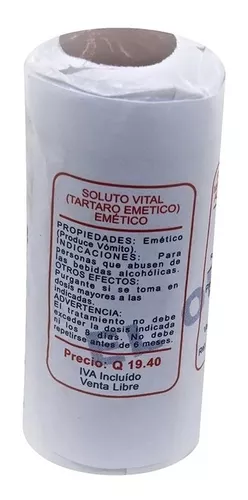 SOLUTO VITAL
(TARTARO EMETICO)
EMÉTICO
PROPIEDADES: Emético
(Produce Vómito).
INDICACIONES: Para
personas que abusen de
las bebidas alcohólicas.
OTROS EFECTOS:
Purgante si se toma en
dosis mayores a las
indicadas.
ADVERTENCIA:
El tratamiento no debe
exceder la dosis indicada
ni los 8 días. No debe
repetirse antes de 6 meses.
Precio: Q 19.40
IVA Incluído
Venta Libre